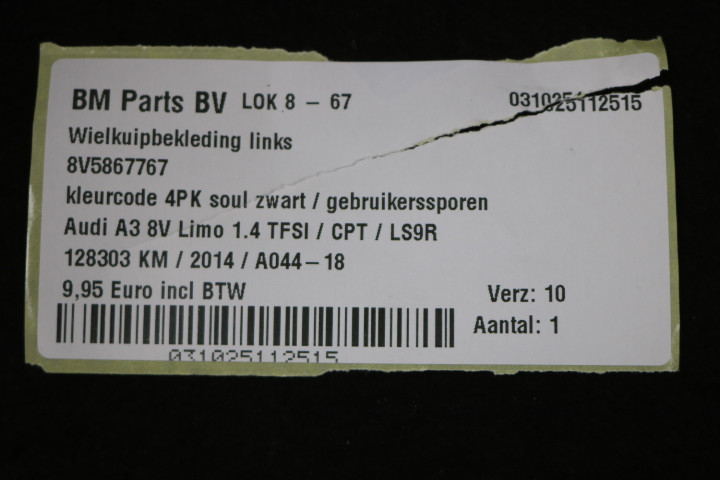 BM Parts BV LOK 8 - 67 031025112515
Wielkuipbekleding links
8V5867767
kleurcode 4PK soul zwart / gebruikerssporen
Audi A3 8V Limo 1.4 TFSI / CPT / LS9R
128303 KM / 2014 / A044-18
9,95 Euro incl BTW Verz: 10
Aantal: 1
031025112515